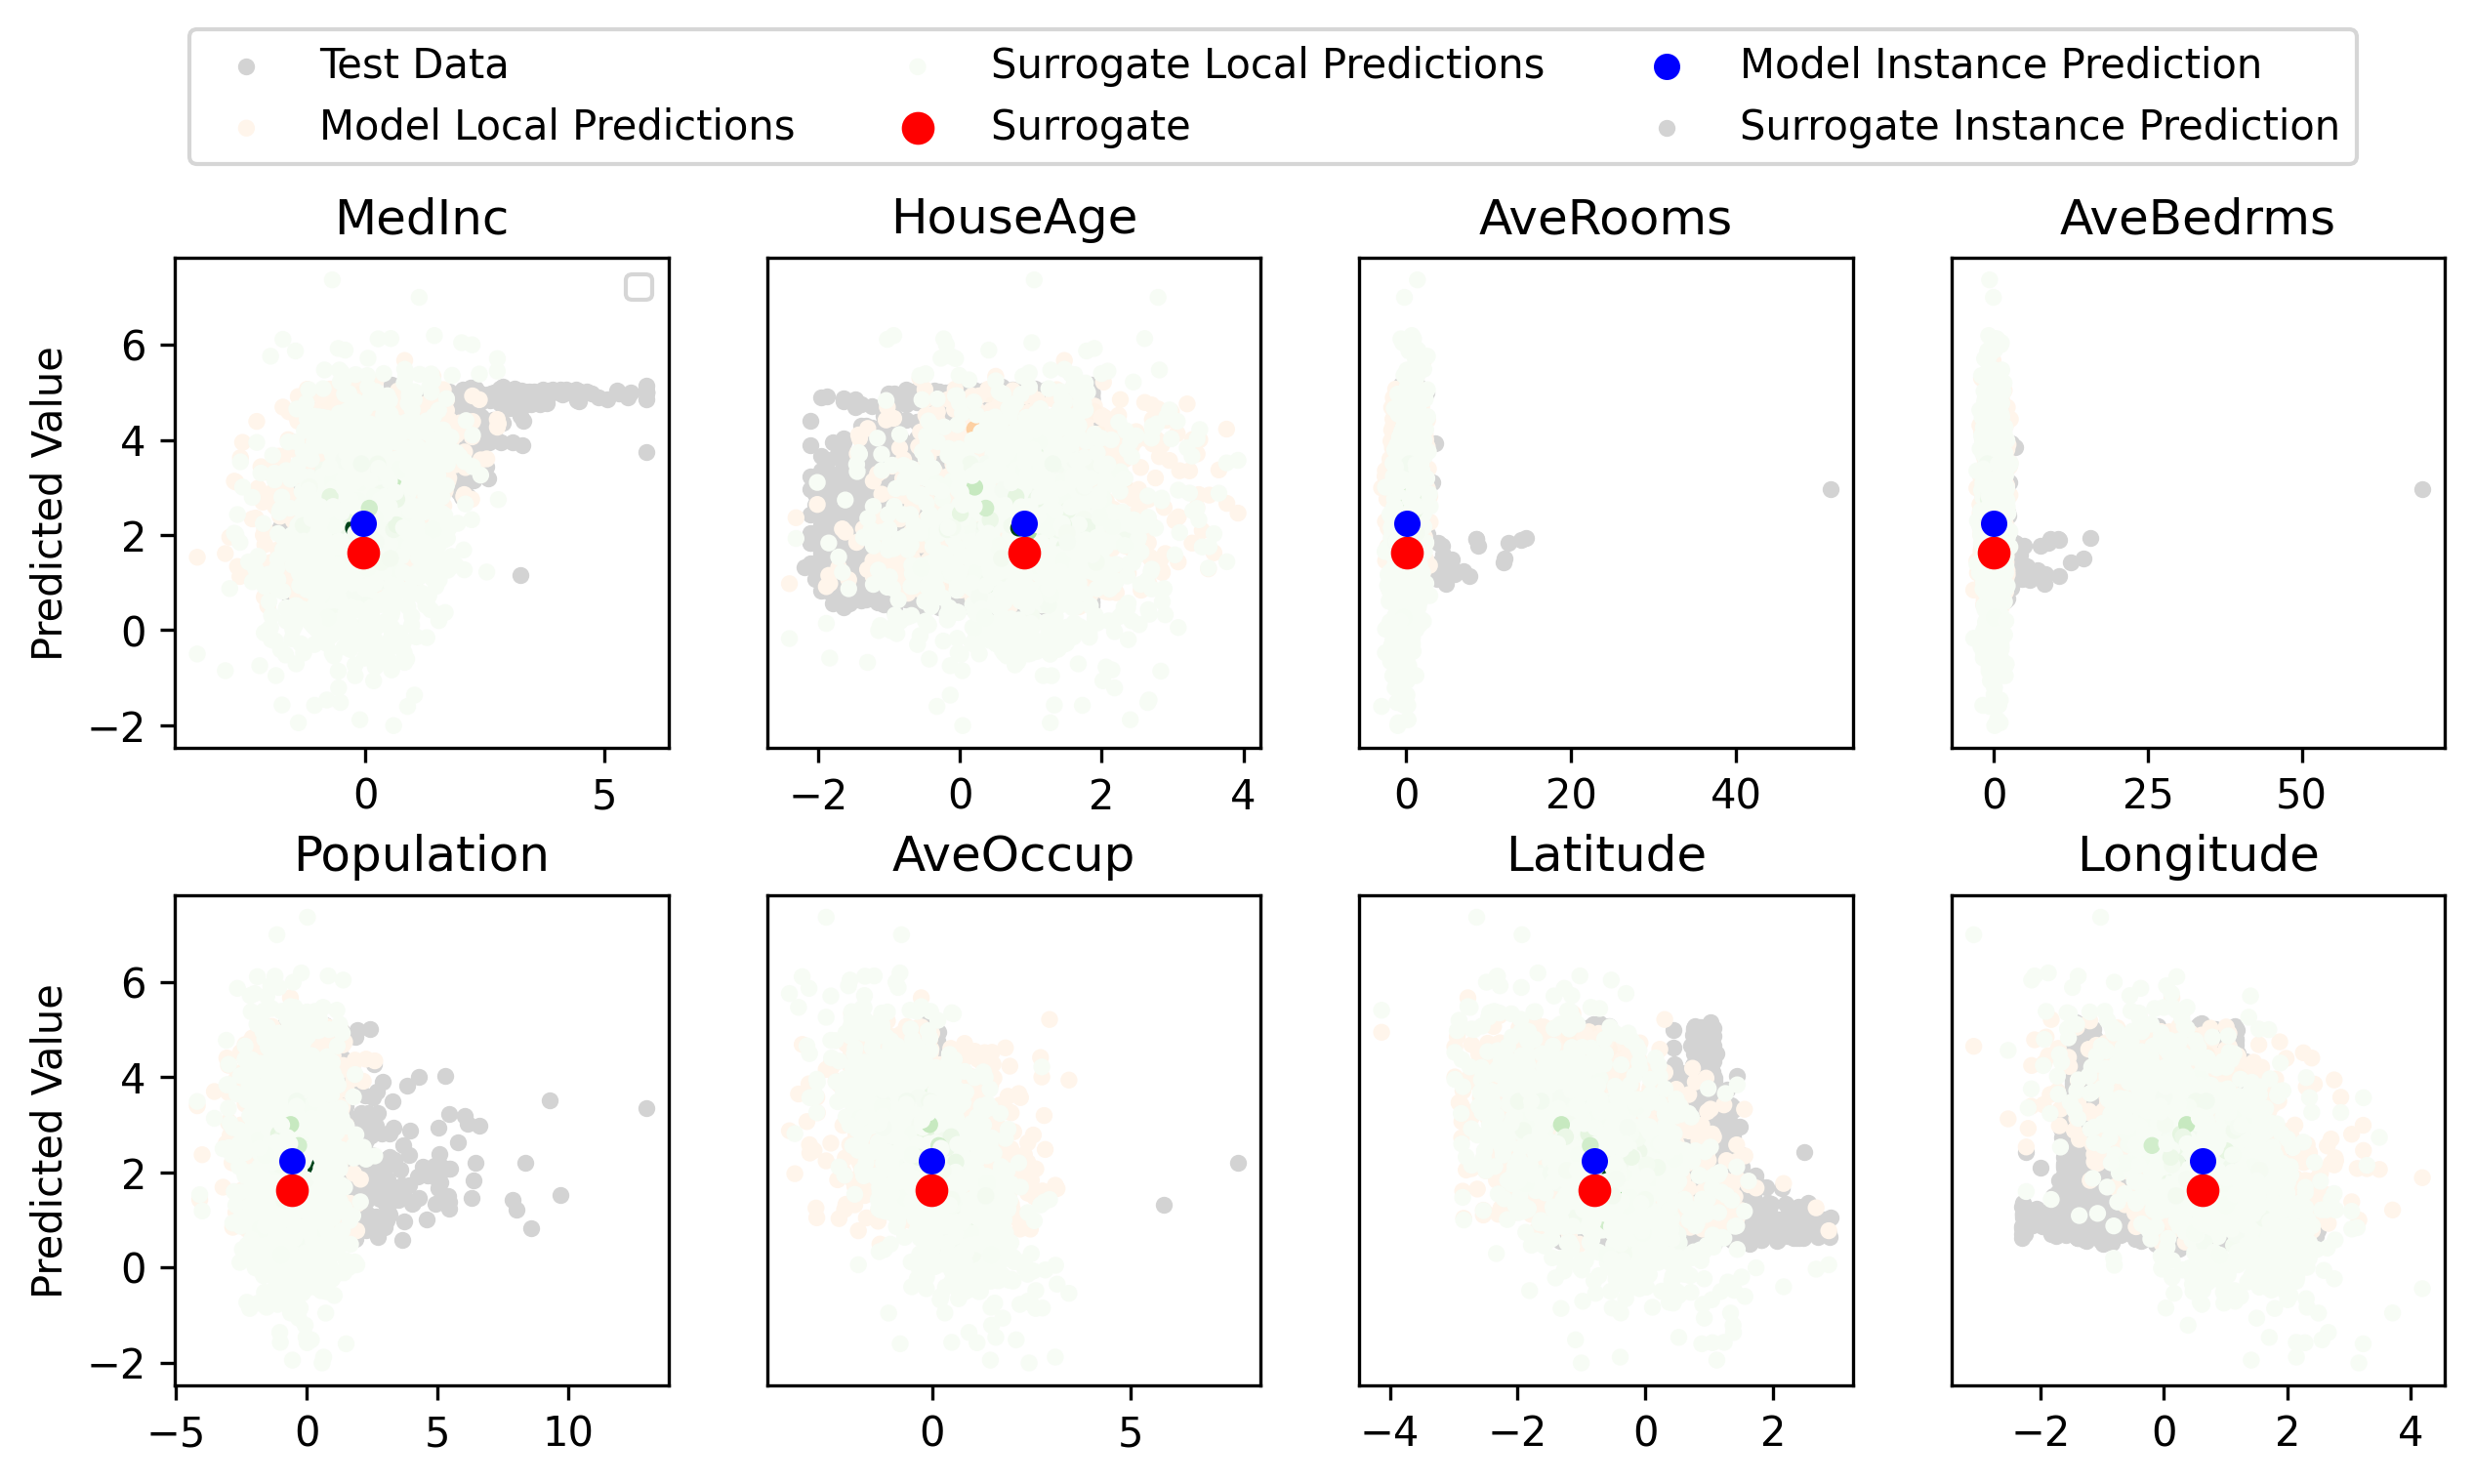 Test Data
Model Local Predictions
Surrogate Local Predictions
Surrogate
Model Instance Prediction
Surrogate Instance Prediction
MedInc
HouseAge
AveRooms
AveBedrms
Predicted Value
6
4
2
0
−2
0 5
−2 0 2 4
0 20 40
0 25 50
Population
AveOccup
Latitude
Longitude
Predicted Value
6
4
2
0
−2
−5 0 5 10
0 5
−4 −2 0 2
−2 0 2 4